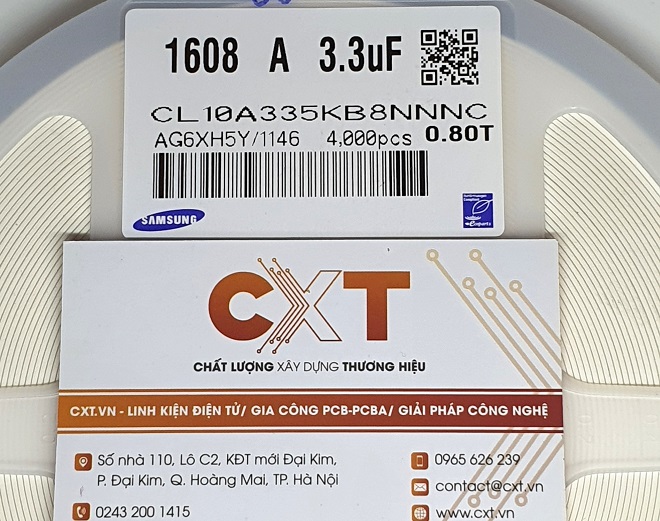 1608 A 3.3uF
CL10A335KB8NNNC
AG6XH5Y/1146 4,000pcs 0.80T
SAMSUNG
ecoparts
CXT
CHẤT LƯỢNG XÂY DỰNG THƯƠNG HIỆU
CXT.VN - LINH KIỆN ĐIỆN TỬ/ GIA CÔNG PCB-PCBA/ GIẢI PHÁP CÔNG NGHỆ
Số nhà 110, Lô C2, KĐT mới Đại Kim,
P. Đại Kim, Q. Hoàng Mai, TP. Hà Nội
0243 200 1415
0965 626 239
contact@cxt.vn
www.cxt.vn